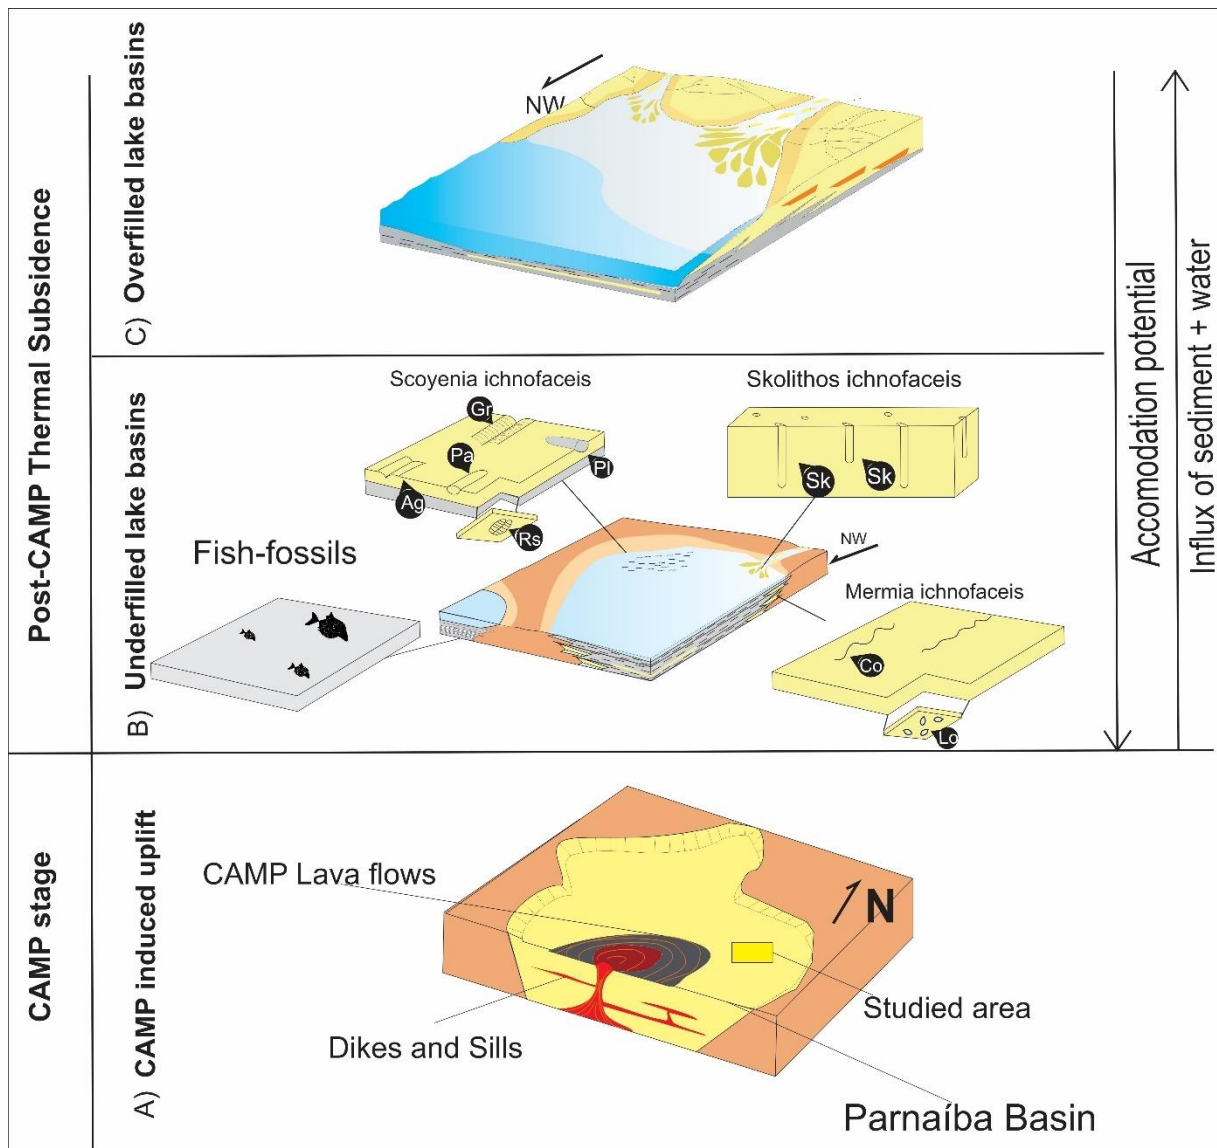 Post-CAMP Thermal Subsidence
C) Overfilled lake basins
NW
B) Underfilled lake basins
Scoyenia ichnofaceis
Gr
Pa
Pl
Ag
Rs
Skolithos ichnofaceis
Sk
Sk
Fish-fossils
NW
Mermia ichnofaceis
Co
Lo
Accomodation potential
Influx of sediment + water
CAMP stage
A) CAMP induced uplift
CAMP Lava flows
N
Studied area
Dikes and Sills
Parnaíba Basin